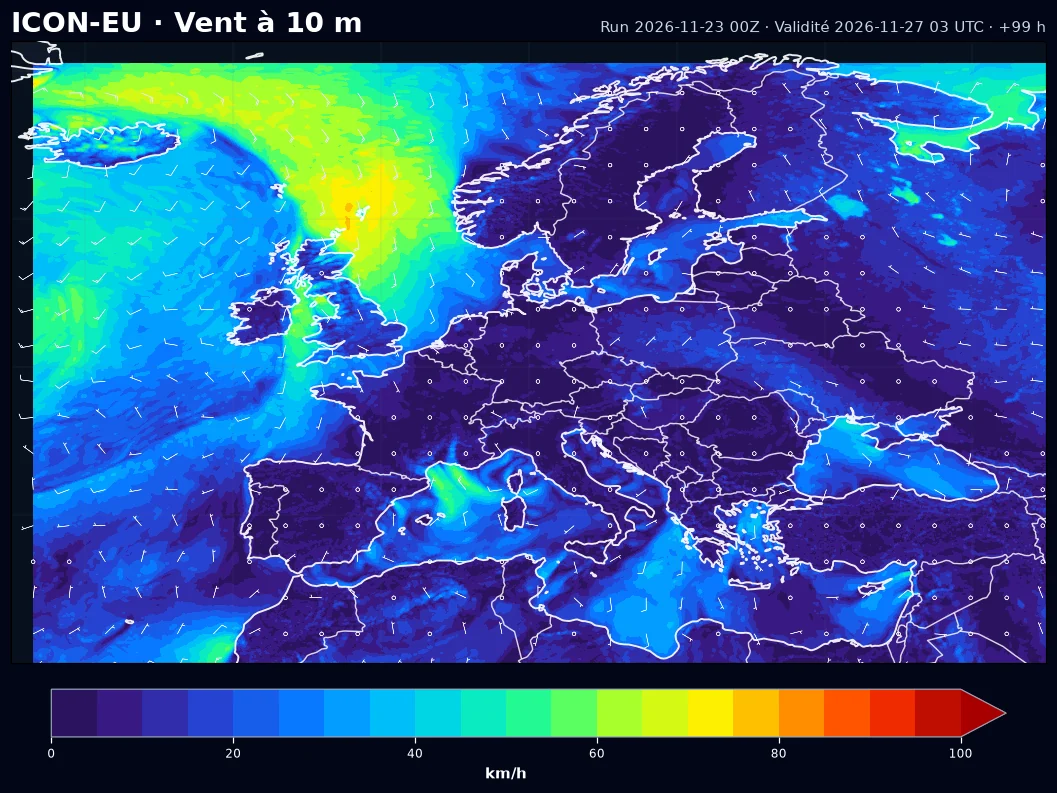 ICON-EU · Vent à 10 m
Run 2026-11-23 00Z · Validité 2026-11-27 03 UTC · +99 h
0 20 40 60 80 100
km/h